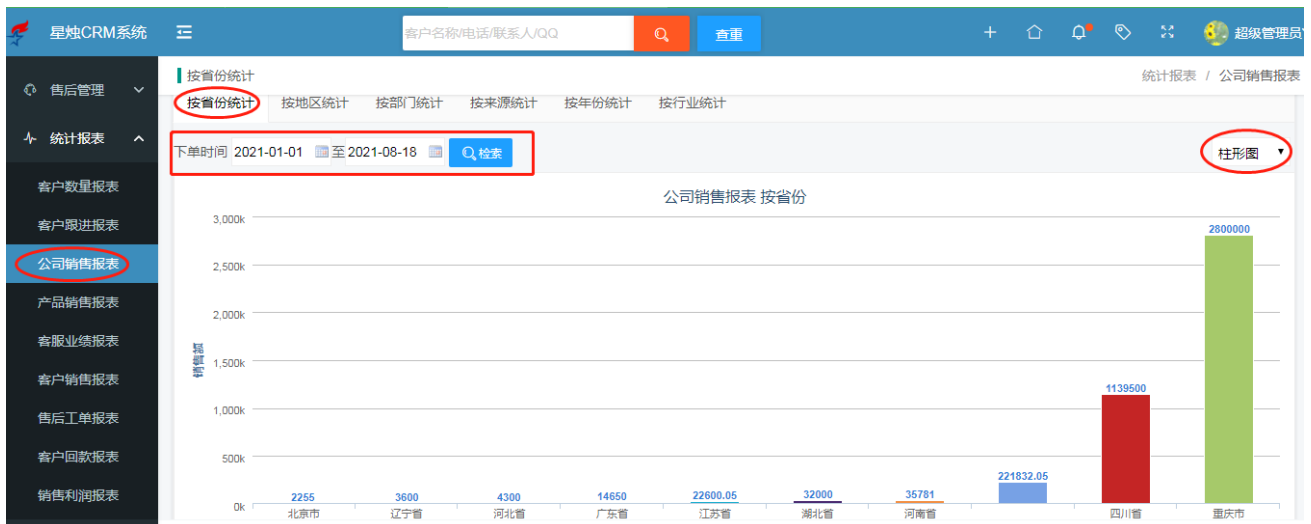 星烛CRM系统
客户名称/电话/联系人/QQ
查重
超级管理员
售后管理
统计报表
客户数量报表
客户跟进报表
公司销售报表
产品销售报表
客服业绩报表
客户销售报表
售后工单报表
客户回款报表
销售利润报表
按省份统计
统计报表 / 公司销售报表
按省份统计 按地区统计 按部门统计 按来源统计 按年份统计 按行业统计
下单时间 2021-01-01 至 2021-08-18 检索
柱形图
公司销售报表 按省份
销售额
3,000k
2,500k
2,000k
1,500k
1,000k
500k
0k
2255 3600 4300 14650 22600.05 32000 35781 221832.05 1139500 2800000
北京市 辽宁省 河北省 广东省 江苏省 湖北省 河南省 四川省 重庆市